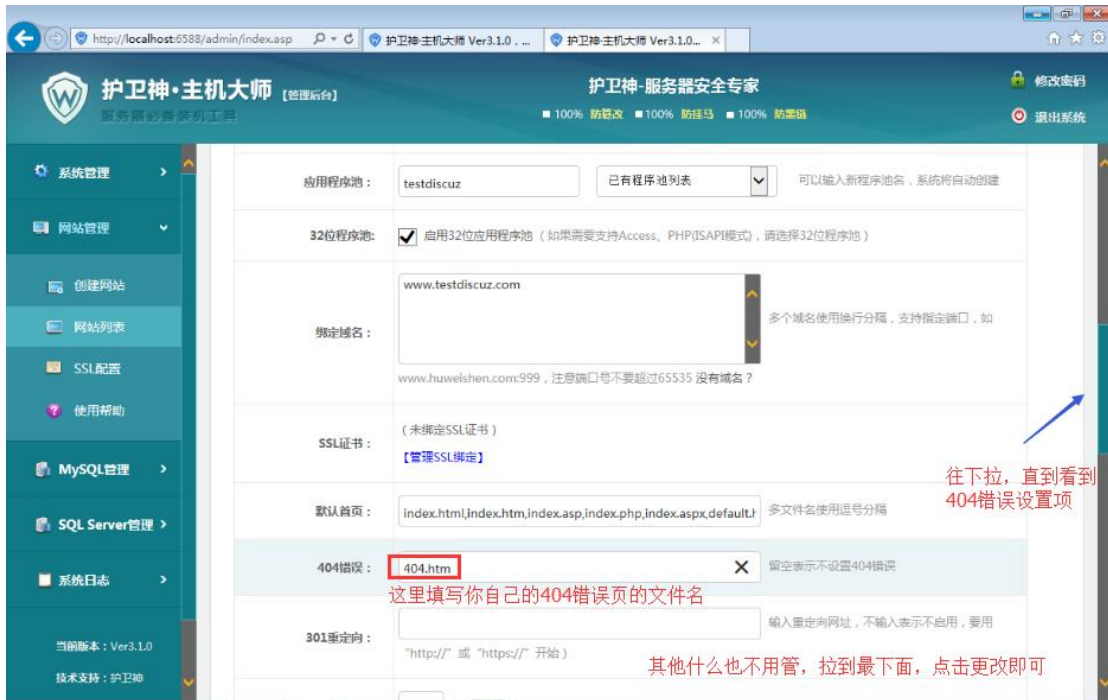 http://localhost:6588/admin/index.asp
护卫神·主机大师 Ver3.1.0 , ...
护卫神·主机大师 Ver3.1.0...
护卫神·主机大师 [管理后台]
服务器必备装机工具
护卫神-服务器安全专家
100% 防篡改 100% 防挂马 100% 防黑链
修改密码
退出系统
系统管理
网站管理
创建网站
网站列表
SSL配置
使用帮助
MySQL管理
SQL Server管理
系统日志
当前版本：Ver3.1.0
技术支持：护卫神
应用程序池：
testdiscuz
已有程序池列表
可以输入新程序池名，系统将自动创建
32位程序池:
启用32位应用程序池（如果需要支持Access、PHP(ISAPI模式)，请选择32位程序池）
绑定域名：
www.testdiscuz.com
多个域名使用换行分隔，支持指定端口，如
www.huweishen.com:999，注意端口号不要超过65535 没有域名？
SSL证书：
（未绑定SSL证书）
【管理SSL绑定】
往下拉，直到看到
404错误设置项
默认首页：
index.html,index.htm,index.asp,index.php,index.aspx,default.h
多文件名使用逗号分隔
404错误：
404.htm
留空表示不设置404错误
这里填写你自己的404错误页的文件名
301重定向：
输入重定向网址，不输入表示不启用，要用
"http://" 或 "https://" 开始）
其他什么也不用管，拉到最下面，点击更改即可